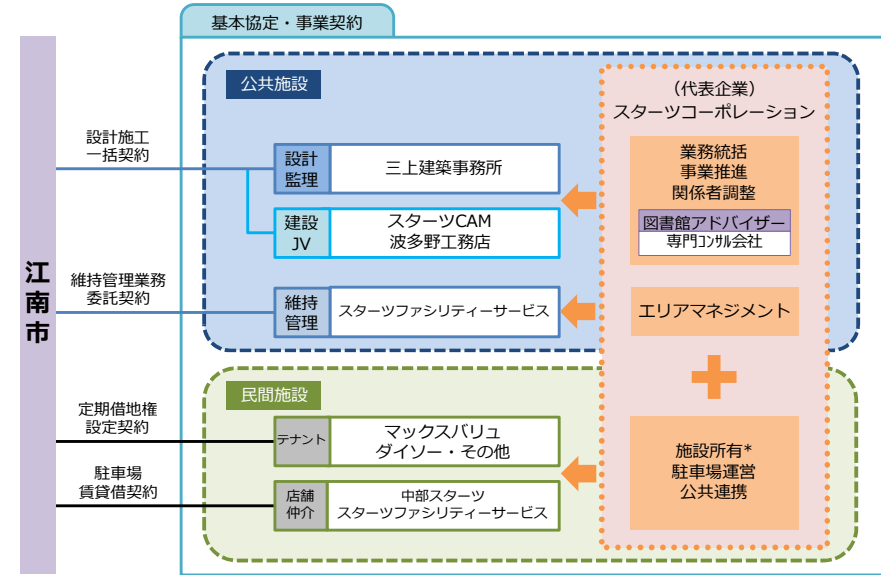 基本協定・事業契約
江南市
設計施工
一括契約
維持管理業務
委託契約
定期借地権
設定契約
駐車場
賃貸借契約
公共施設
設計
監理
三上建築事務所
建設
JV
スターツCAM
波多野工務店
維持
管理
スターツファシリティーサービス
民間施設
テナント
マックスバリュ
ダイソー・その他
店舗
仲介
中部スターツ
スターツファシリティーサービス
(代表企業)
スターツコーポレーション
業務統括
事業推進
関係者調整
図書館アドバイザー
専門ｺﾝｻﾙ会社
エリアマネジメント
施設所有*
駐車場運営
公共連携